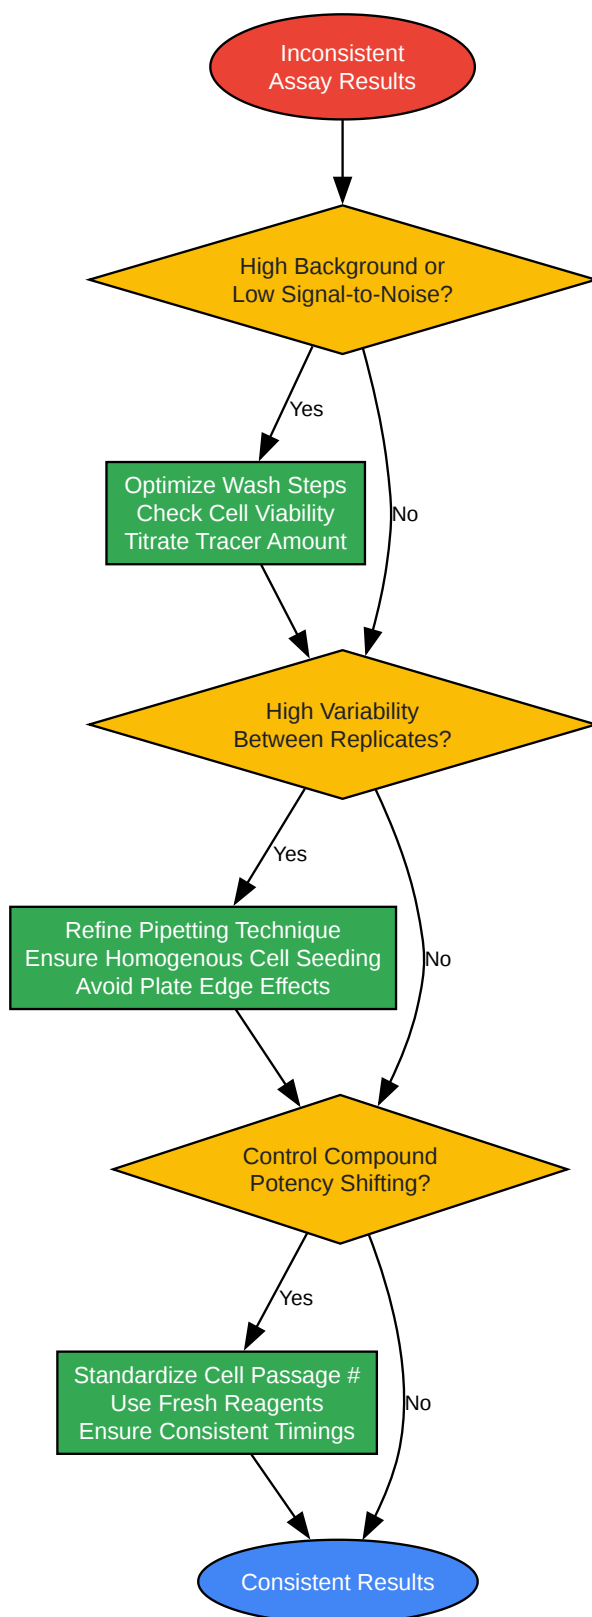 Inconsistent
Assay Results
High Background or
Low Signal-to-Noise?
Yes
Optimize Wash Steps
Check Cell Viability
Titrate Tracer Amount
No
High Variability
Between Replicates?
Yes
Refine Pipetting Technique
Ensure Homogenous Cell Seeding
Avoid Plate Edge Effects
No
Control Compound
Potency Shifting?
Yes
Standardize Cell Passage #
Use Fresh Reagents
Ensure Consistent Timings
No
Consistent Results